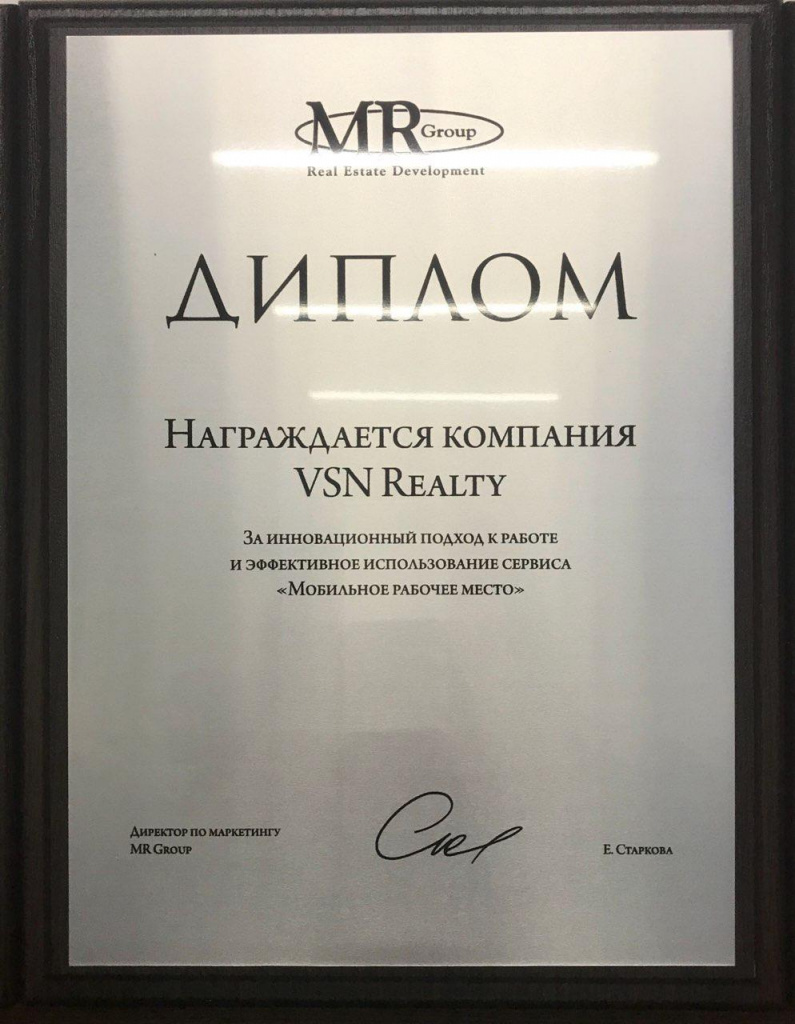 MR Group
Real Estate Development
ДИПЛОМ
Награждается компания
VSN Realty
За инновационный подход к работе
и эффективное использование сервиса
«Мобильное рабочее место»
Директор по маркетингу
MR Group
Е. Старкова